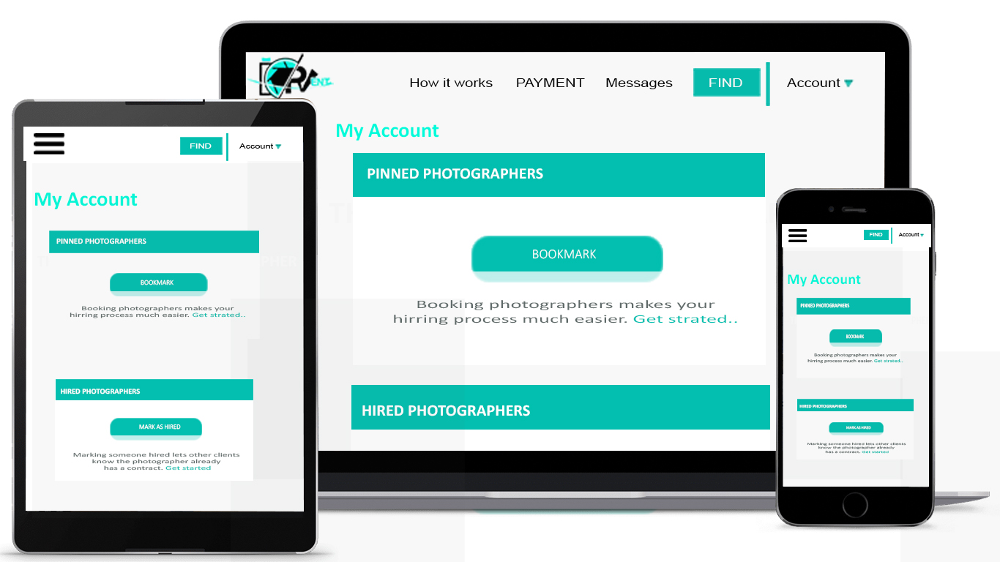 RENT
How it works
PAYMENT
Messages
FIND
Account
My Account
PINNED PHOTOGRAPHERS
BOOKMARK
Booking photographers makes your
hirring process much easier. Get strated..
HIRED PHOTOGRAPHERS
FIND
Account
My Account
PINNED PHOTOGRAPHERS
BOOKMARK
Booking photographers makes your
hirring process much easier. Get strated..
HIRED PHOTOGRAPHERS
MARK AS HIRED
Marking someone hired lets other clients
know the photographer already
has a contract. Get started
FIND
Account
My Account
PINNED PHOTOGRAPHERS
BOOKMARK
Booking photographers makes your
hirring process much easier. Get strated..
HIRED PHOTOGRAPHERS
MARK AS HIRED
Marking someone hired lets other clients
know the photographer already
has a contract. Get started